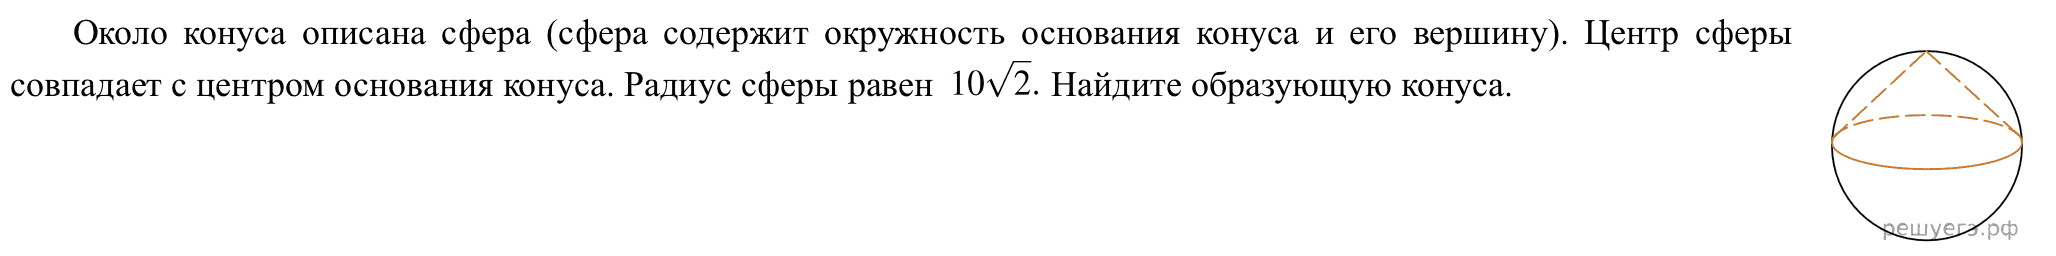 Около конуса описана сфера (сфера содержит окружность основания конуса и его вершину). Центр сферы
совпадает с центром основания конуса. Радиус сферы равен 10√2. Найдите образующую конуса.
решуегэ.рф